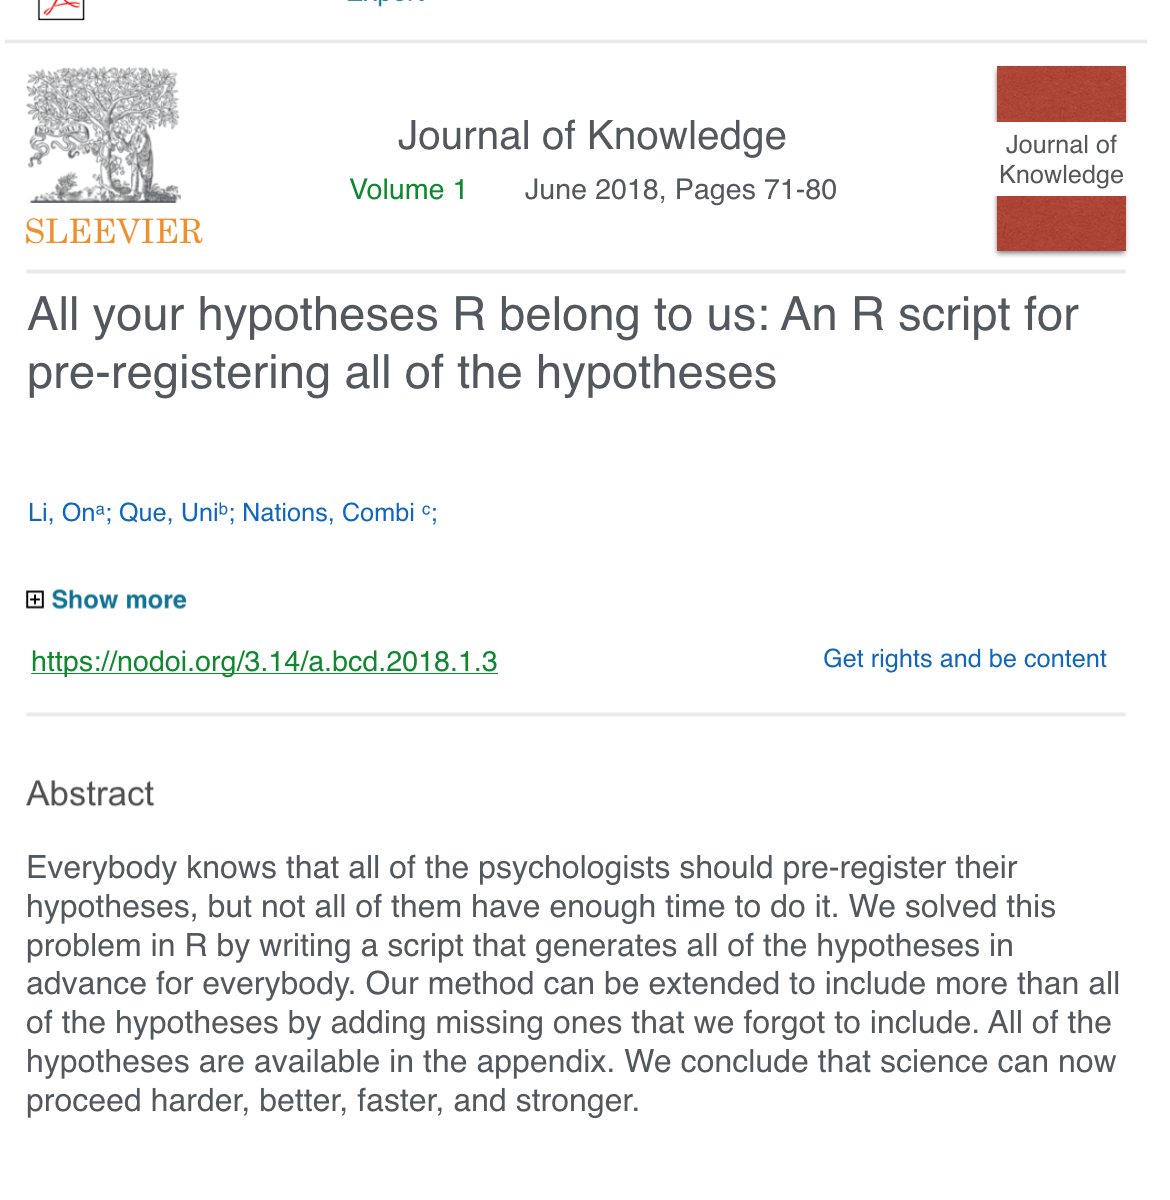 Export
SLEEVIER
Journal of Knowledge
Volume 1 June 2018, Pages 71-80
Journal of
Knowledge
All your hypotheses R belong to us: An R script for
pre-registering all of the hypotheses
Li, Onᵃ; Que, Uniᵇ; Nations, Combi ᶜ;
Show more
https://nodoi.org/3.14/a.bcd.2018.1.3 Get rights and be content
Abstract
Everybody knows that all of the psychologists should pre-register their
hypotheses, but not all of them have enough time to do it. We solved this
problem in R by writing a script that generates all of the hypotheses in
advance for everybody. Our method can be extended to include more than all
of the hypotheses by adding missing ones that we forgot to include. All of the
hypotheses are available in the appendix. We conclude that science can now
proceed harder, better, faster, and stronger.